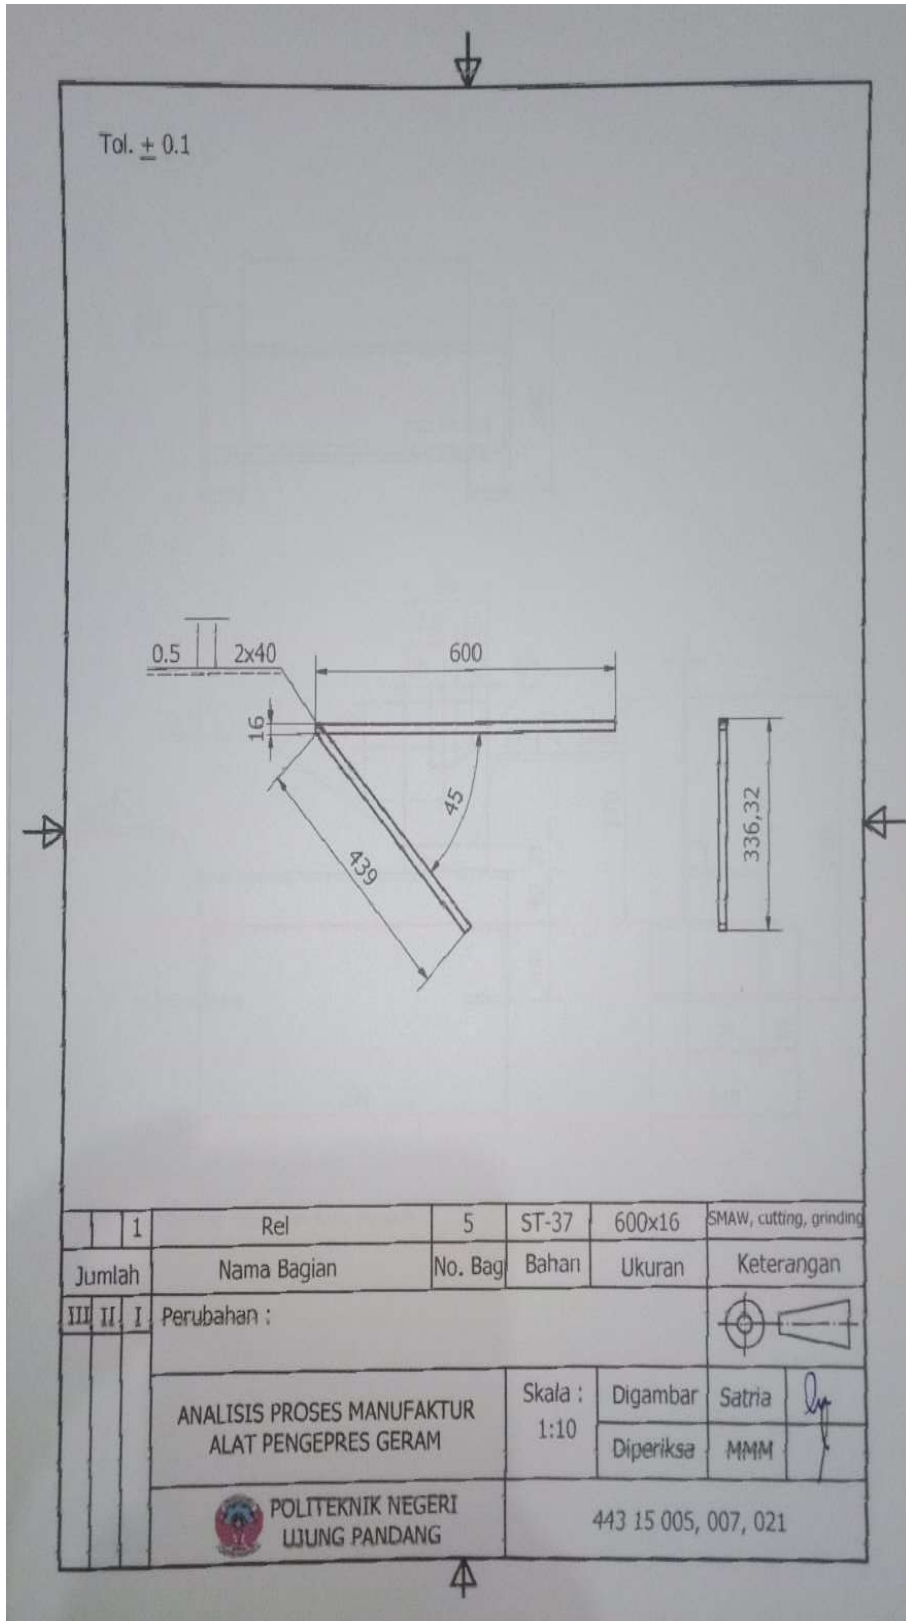 Tol. ± 0.1
0.5 2x40
600
16
45
439
336,32
1 Rel 5 ST-37 600x16 SMAW, cutting, grinding
Jumlah Nama Bagian No. Bag Bahan Ukuran Keterangan
III II I Perubahan :
ANALISIS PROSES MANUFAKTUR
ALAT PENGEPRES GERAM
Skala :
1:10
Digambar Satria
Diperiksa MMM
POLITEKNIK NEGERI
UJUNG PANDANG
443 15 005, 007, 021